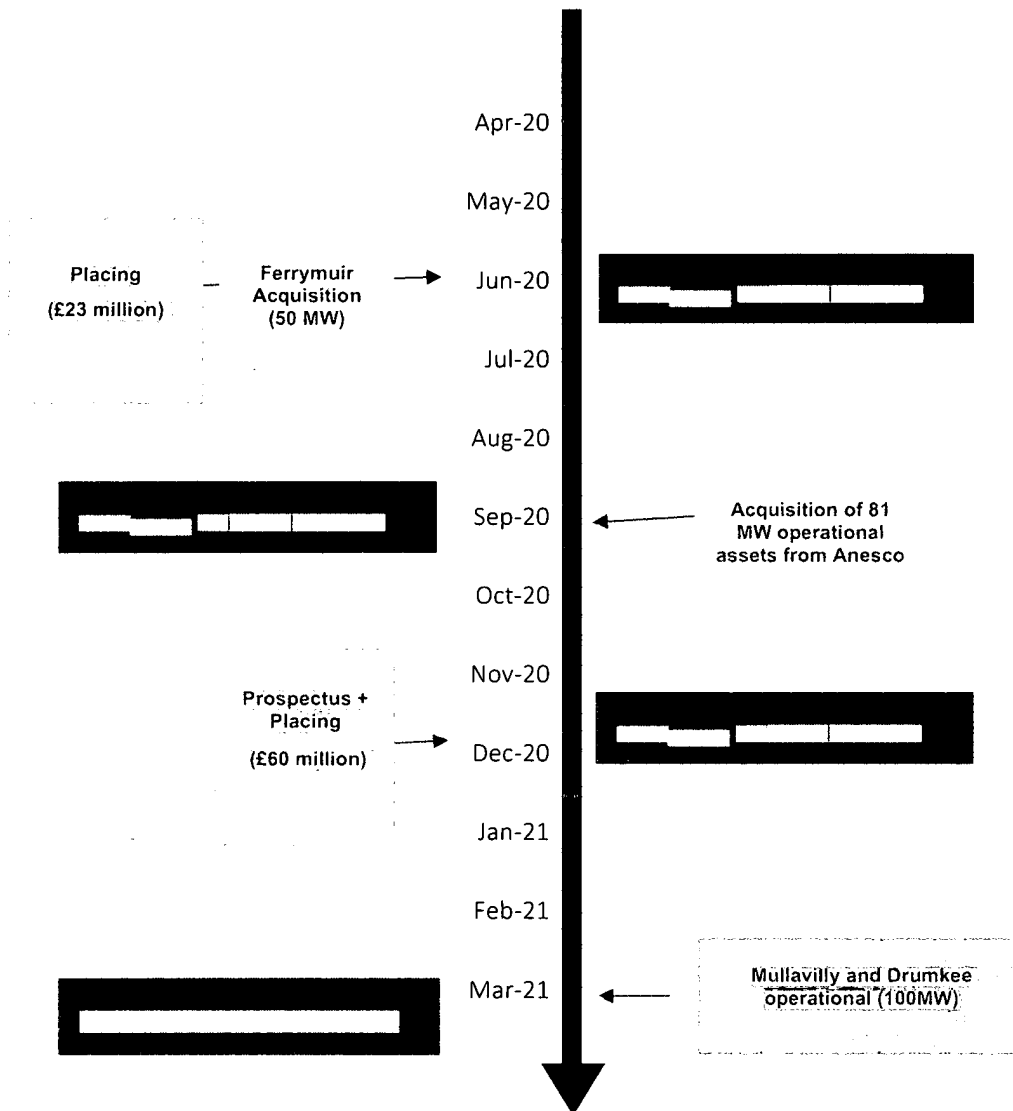 Apr-20
May-20
Placing
(£23 million)
Ferrymuir
Acquisition
(50 MW)
Jun-20
Jul-20
Aug-20
Sep-20
Acquisition of 81
MW operational
assets from Anesco
Oct-20
Nov-20
Prospectus +
Placing
(£60 million)
Dec-20
Jan-21
Feb-21
Mar-21
Mullavilly and Drumkee
operational (100MW)